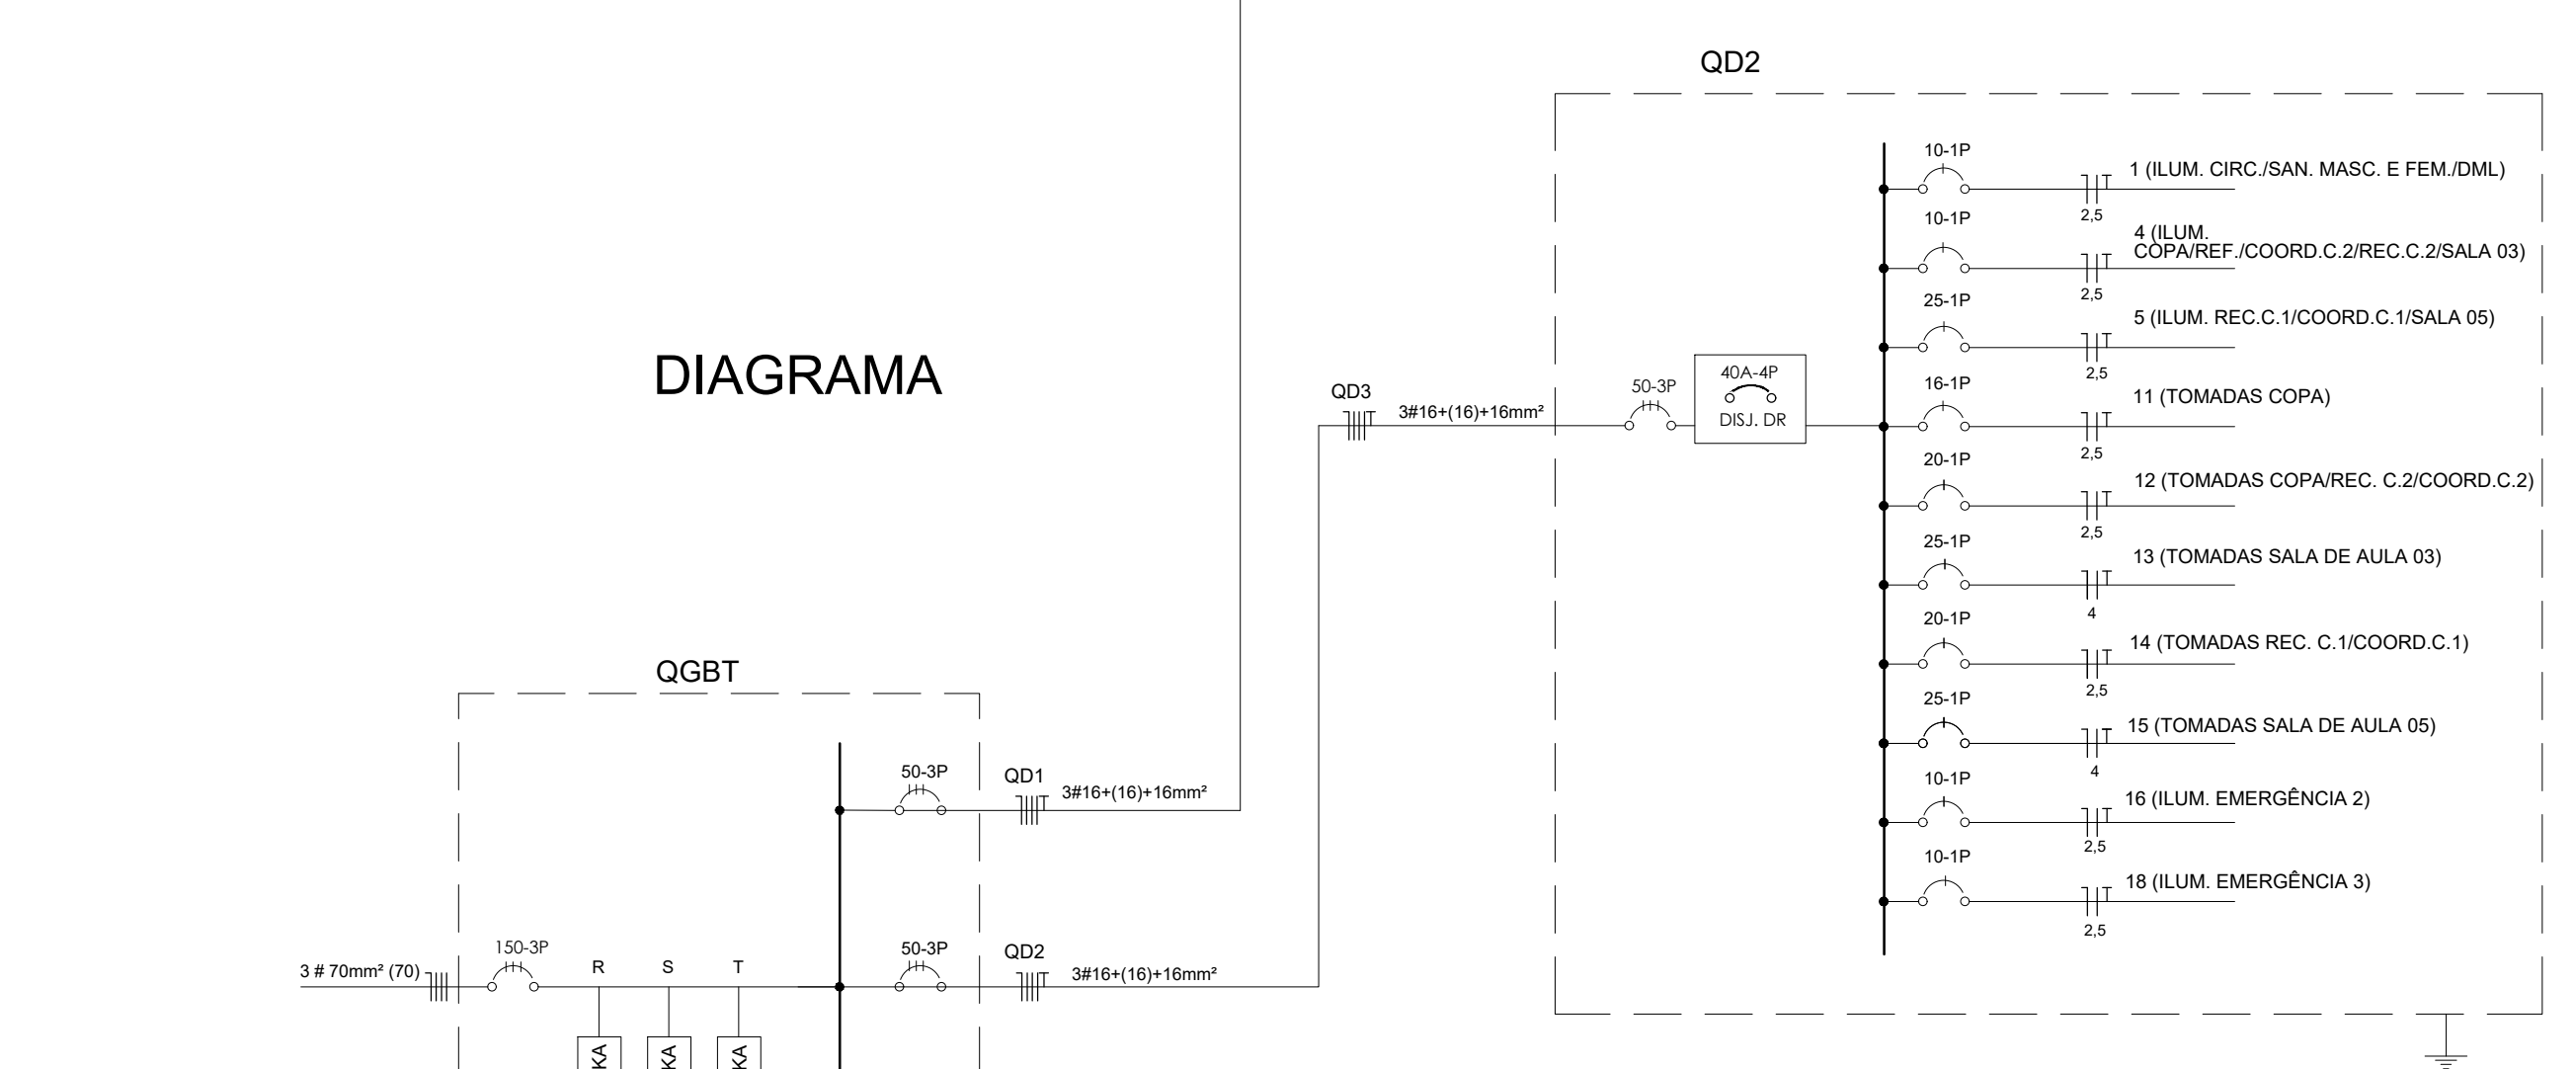 QD2
10-1P
1 (ILUM. CIRC./SAN. MASC. E FEM./DML)
2,5
10-1P
4 (ILUM.
COPA/REF./COORD.C.2/REC.C.2/SALA 03)
2,5
25-1P
5 (ILUM. REC.C.1/COORD.C.1/SALA 05)
2,5
DIAGRAMA
QD3
3#16+(16)+16mm²
50-3P
40A-4P
DISJ. DR
16-1P
11 (TOMADAS COPA)
2,5
20-1P
12 (TOMADAS COPA/REC. C.2/COORD.C.2)
2,5
25-1P
13 (TOMADAS SALA DE AULA 03)
4
20-1P
14 (TOMADAS REC. C.1/COORD.C.1)
2,5
25-1P
15 (TOMADAS SALA DE AULA 05)
4
10-1P
16 (ILUM. EMERGÊNCIA 2)
2,5
10-1P
18 (ILUM. EMERGÊNCIA 3)
2,5
QGBT
50-3P
QD1
3#16+(16)+16mm²
3 # 70mm² (70)
150-3P
R
S
T
50-3P
QD2
3#16+(16)+16mm²
KA
KA
KA